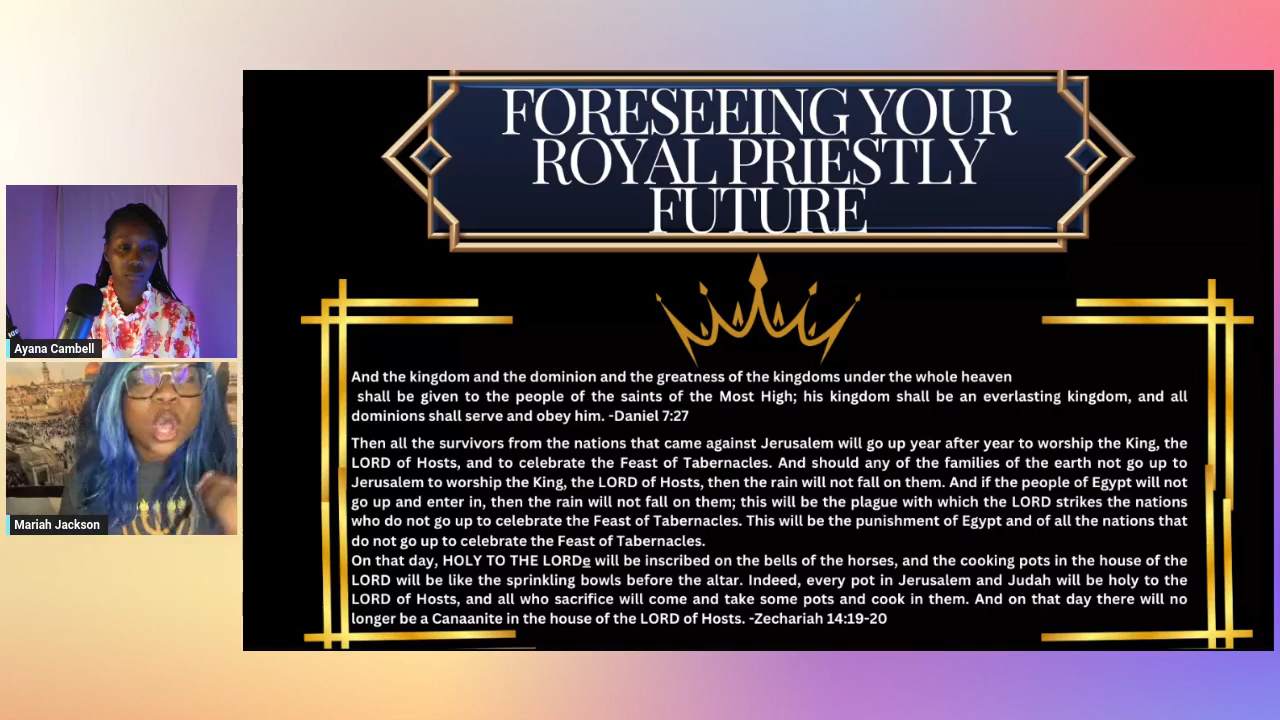 FORESEEING YOUR
ROYAL PRIESTLY
FUTURE
Ayana Cambell
Mariah Jackson
And the kingdom and the dominion and the greatness of the kingdoms under the whole heaven
shall be given to the people of the saints of the Most High; his kingdom shall be an everlasting kingdom, and all
dominions shall serve and obey him. -Daniel 7:27
Then all the survivors from the nations that came against Jerusalem will go up year after year to worship the King, the
LORD of Hosts, and to celebrate the Feast of Tabernacles. And should any of the families of the earth not go up to
Jerusalem to worship the King, the LORD of Hosts, then the rain will not fall on them. And if the people of Egypt will not
go up and enter in, then the rain will not fall on them; this will be the plague with which the LORD strikes the nations
who do not go up to celebrate the Feast of Tabernacles. This will be the punishment of Egypt and of all the nations that
do not go up to celebrate the Feast of Tabernacles.
On that day, HOLY TO THE LORDe will be inscribed on the bells of the horses, and the cooking pots in the house of the
LORD will be like the sprinkling bowls before the altar. Indeed, every pot in Jerusalem and Judah will be holy to the
LORD of Hosts, and all who sacrifice will come and take some pots and cook in them. And on that day there will no
longer be a Canaanite in the house of the LORD of Hosts. -Zechariah 14:19-20